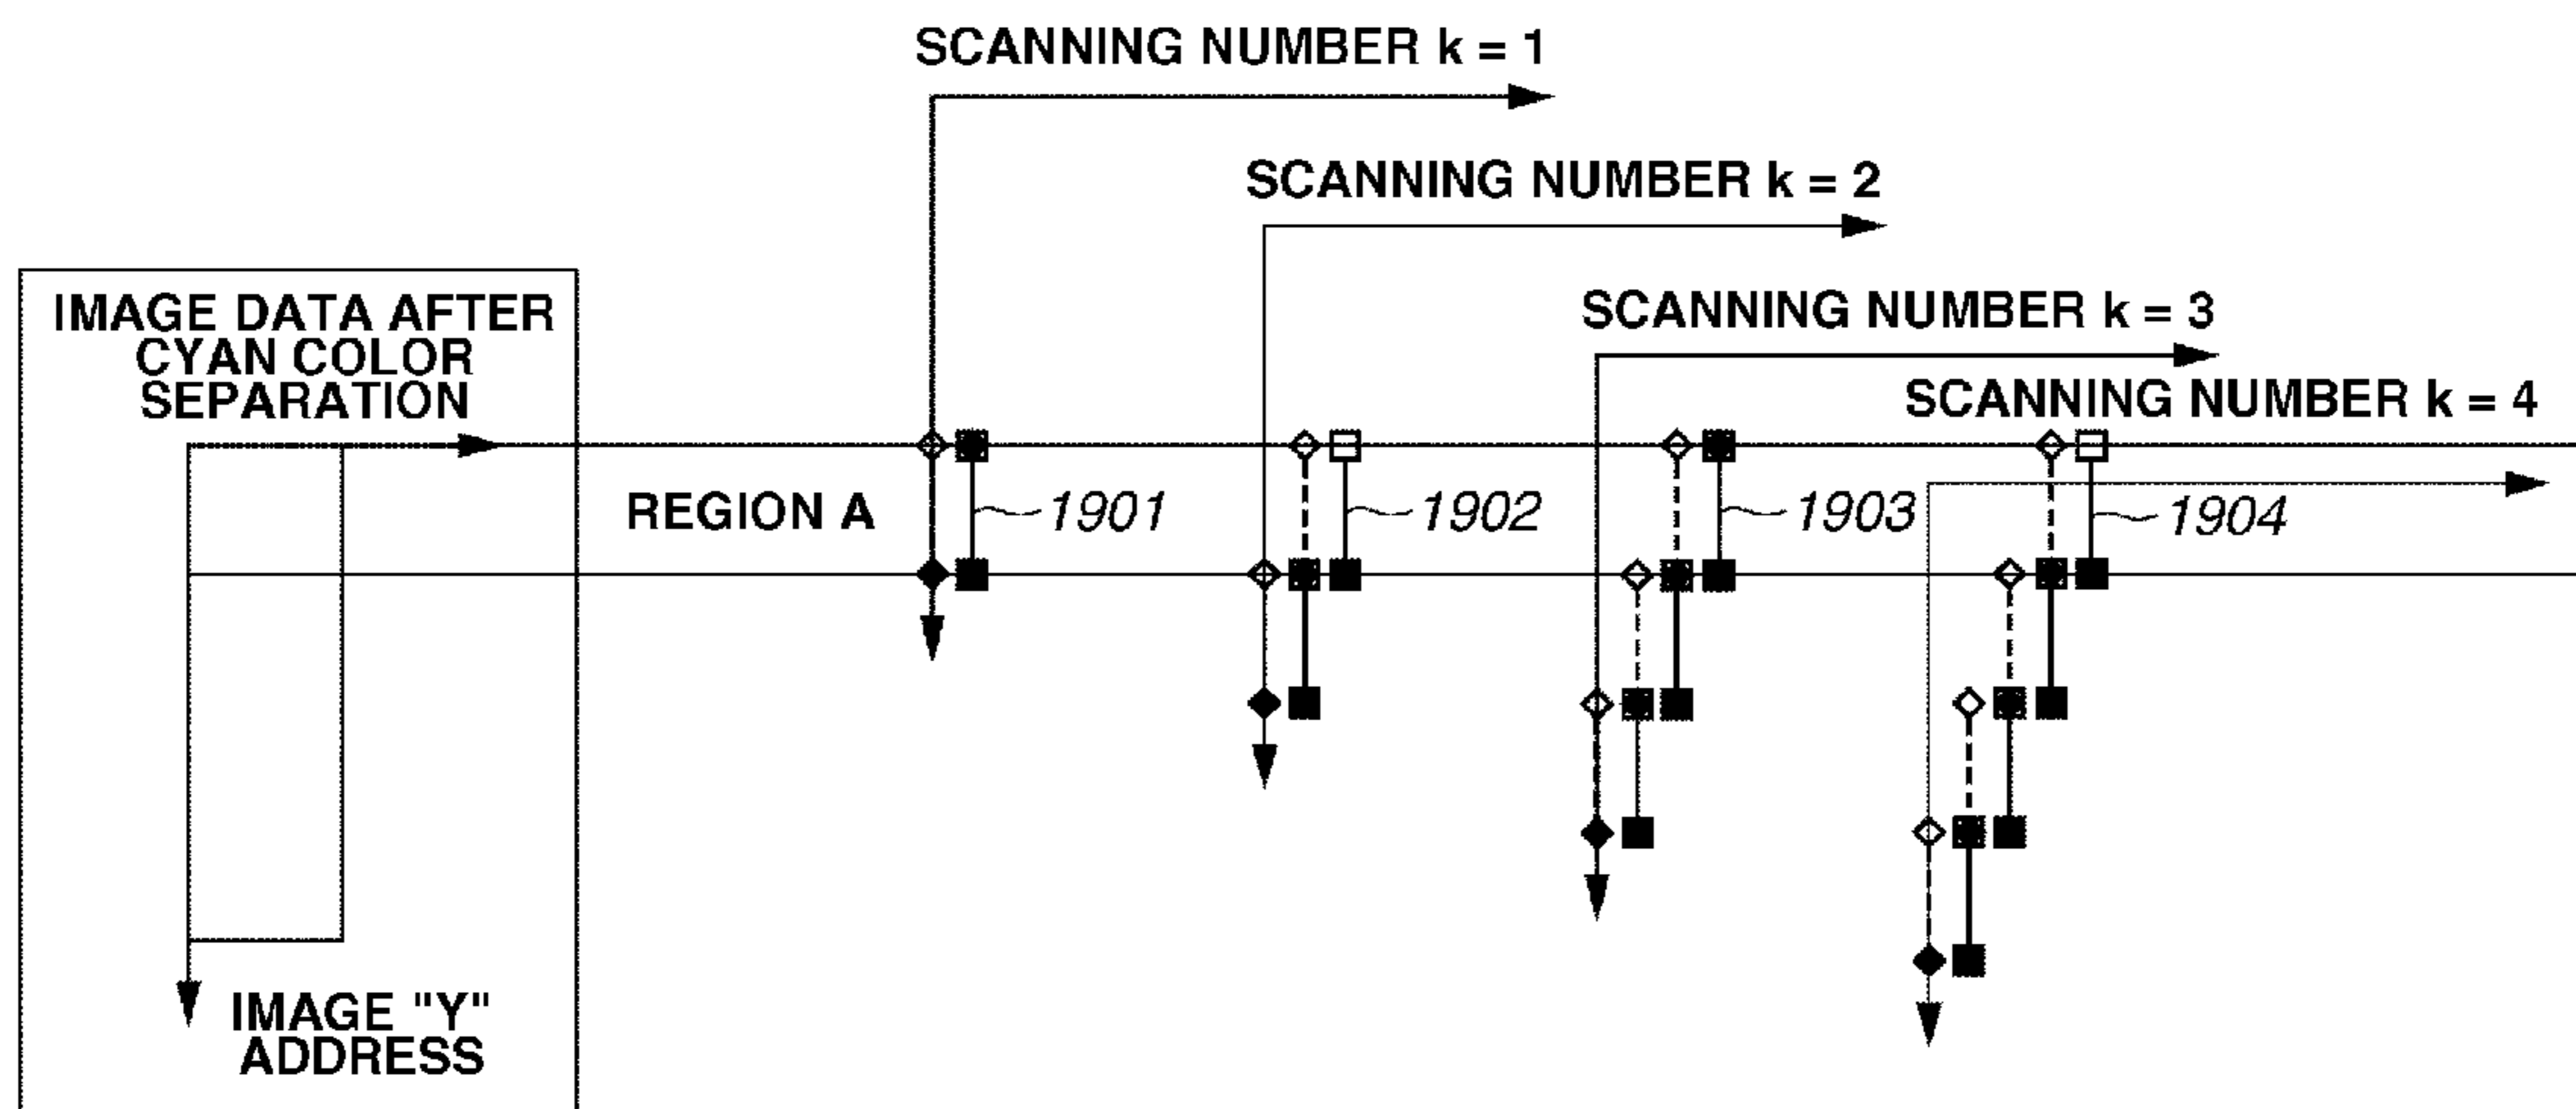 SCANNING NUMBER k = 1
SCANNING NUMBER k = 2
SCANNING NUMBER k = 3
SCANNING NUMBER k = 4
IMAGE DATA AFTER
CYAN COLOR
SEPARATION
REGION A
1901
1902
1903
1904
IMAGE "Y"
ADDRESS